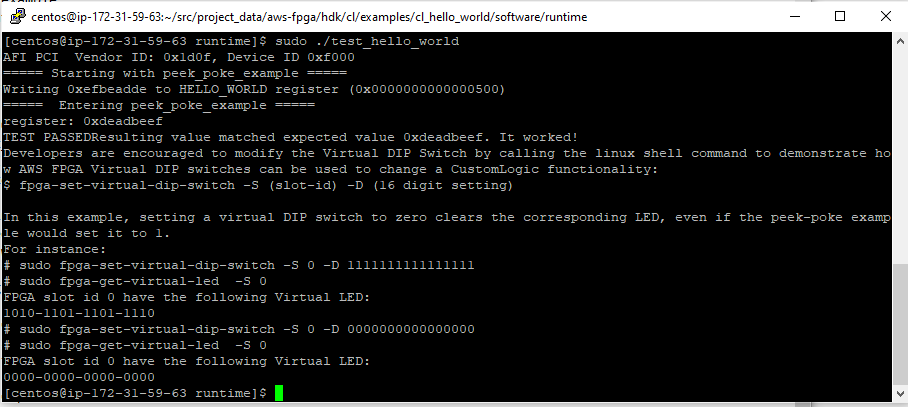 centos@ip-172-31-59-63:~/src/project_data/aws-fpga/hdk/cl/examples/cl_hello_world/software/runtime
[centos@ip-172-31-59-63 runtime]$ sudo ./test_hello_world
AFI PCI  Vendor ID: 0x1d0f, Device ID 0xf000
===== Starting with peek_poke_example =====
Writing 0xefbeadde to HELLO_WORLD register (0x0000000000000500)
=====  Entering peek_poke_example =====
register: 0xdeadbeef
TEST PASSEDResulting value matched expected value 0xdeadbeef. It worked!
Developers are encouraged to modify the Virtual DIP Switch by calling the linux shell command to demonstrate ho
w AWS FPGA Virtual DIP switches can be used to change a CustomLogic functionality:
$ fpga-set-virtual-dip-switch -S (slot-id) -D (16 digit setting)
In this example, setting a virtual DIP switch to zero clears the corresponding LED, even if the peek-poke examp
le would set it to 1.
For instance:
# sudo fpga-set-virtual-dip-switch -S 0 -D 1111111111111111
# sudo fpga-get-virtual-led  -S 0
FPGA slot id 0 have the following Virtual LED:
1010-1101-1101-1110
# sudo fpga-set-virtual-dip-switch -S 0 -D 0000000000000000
# sudo fpga-get-virtual-led  -S 0
FPGA slot id 0 have the following Virtual LED:
0000-0000-0000-0000
[centos@ip-172-31-59-63 runtime]$